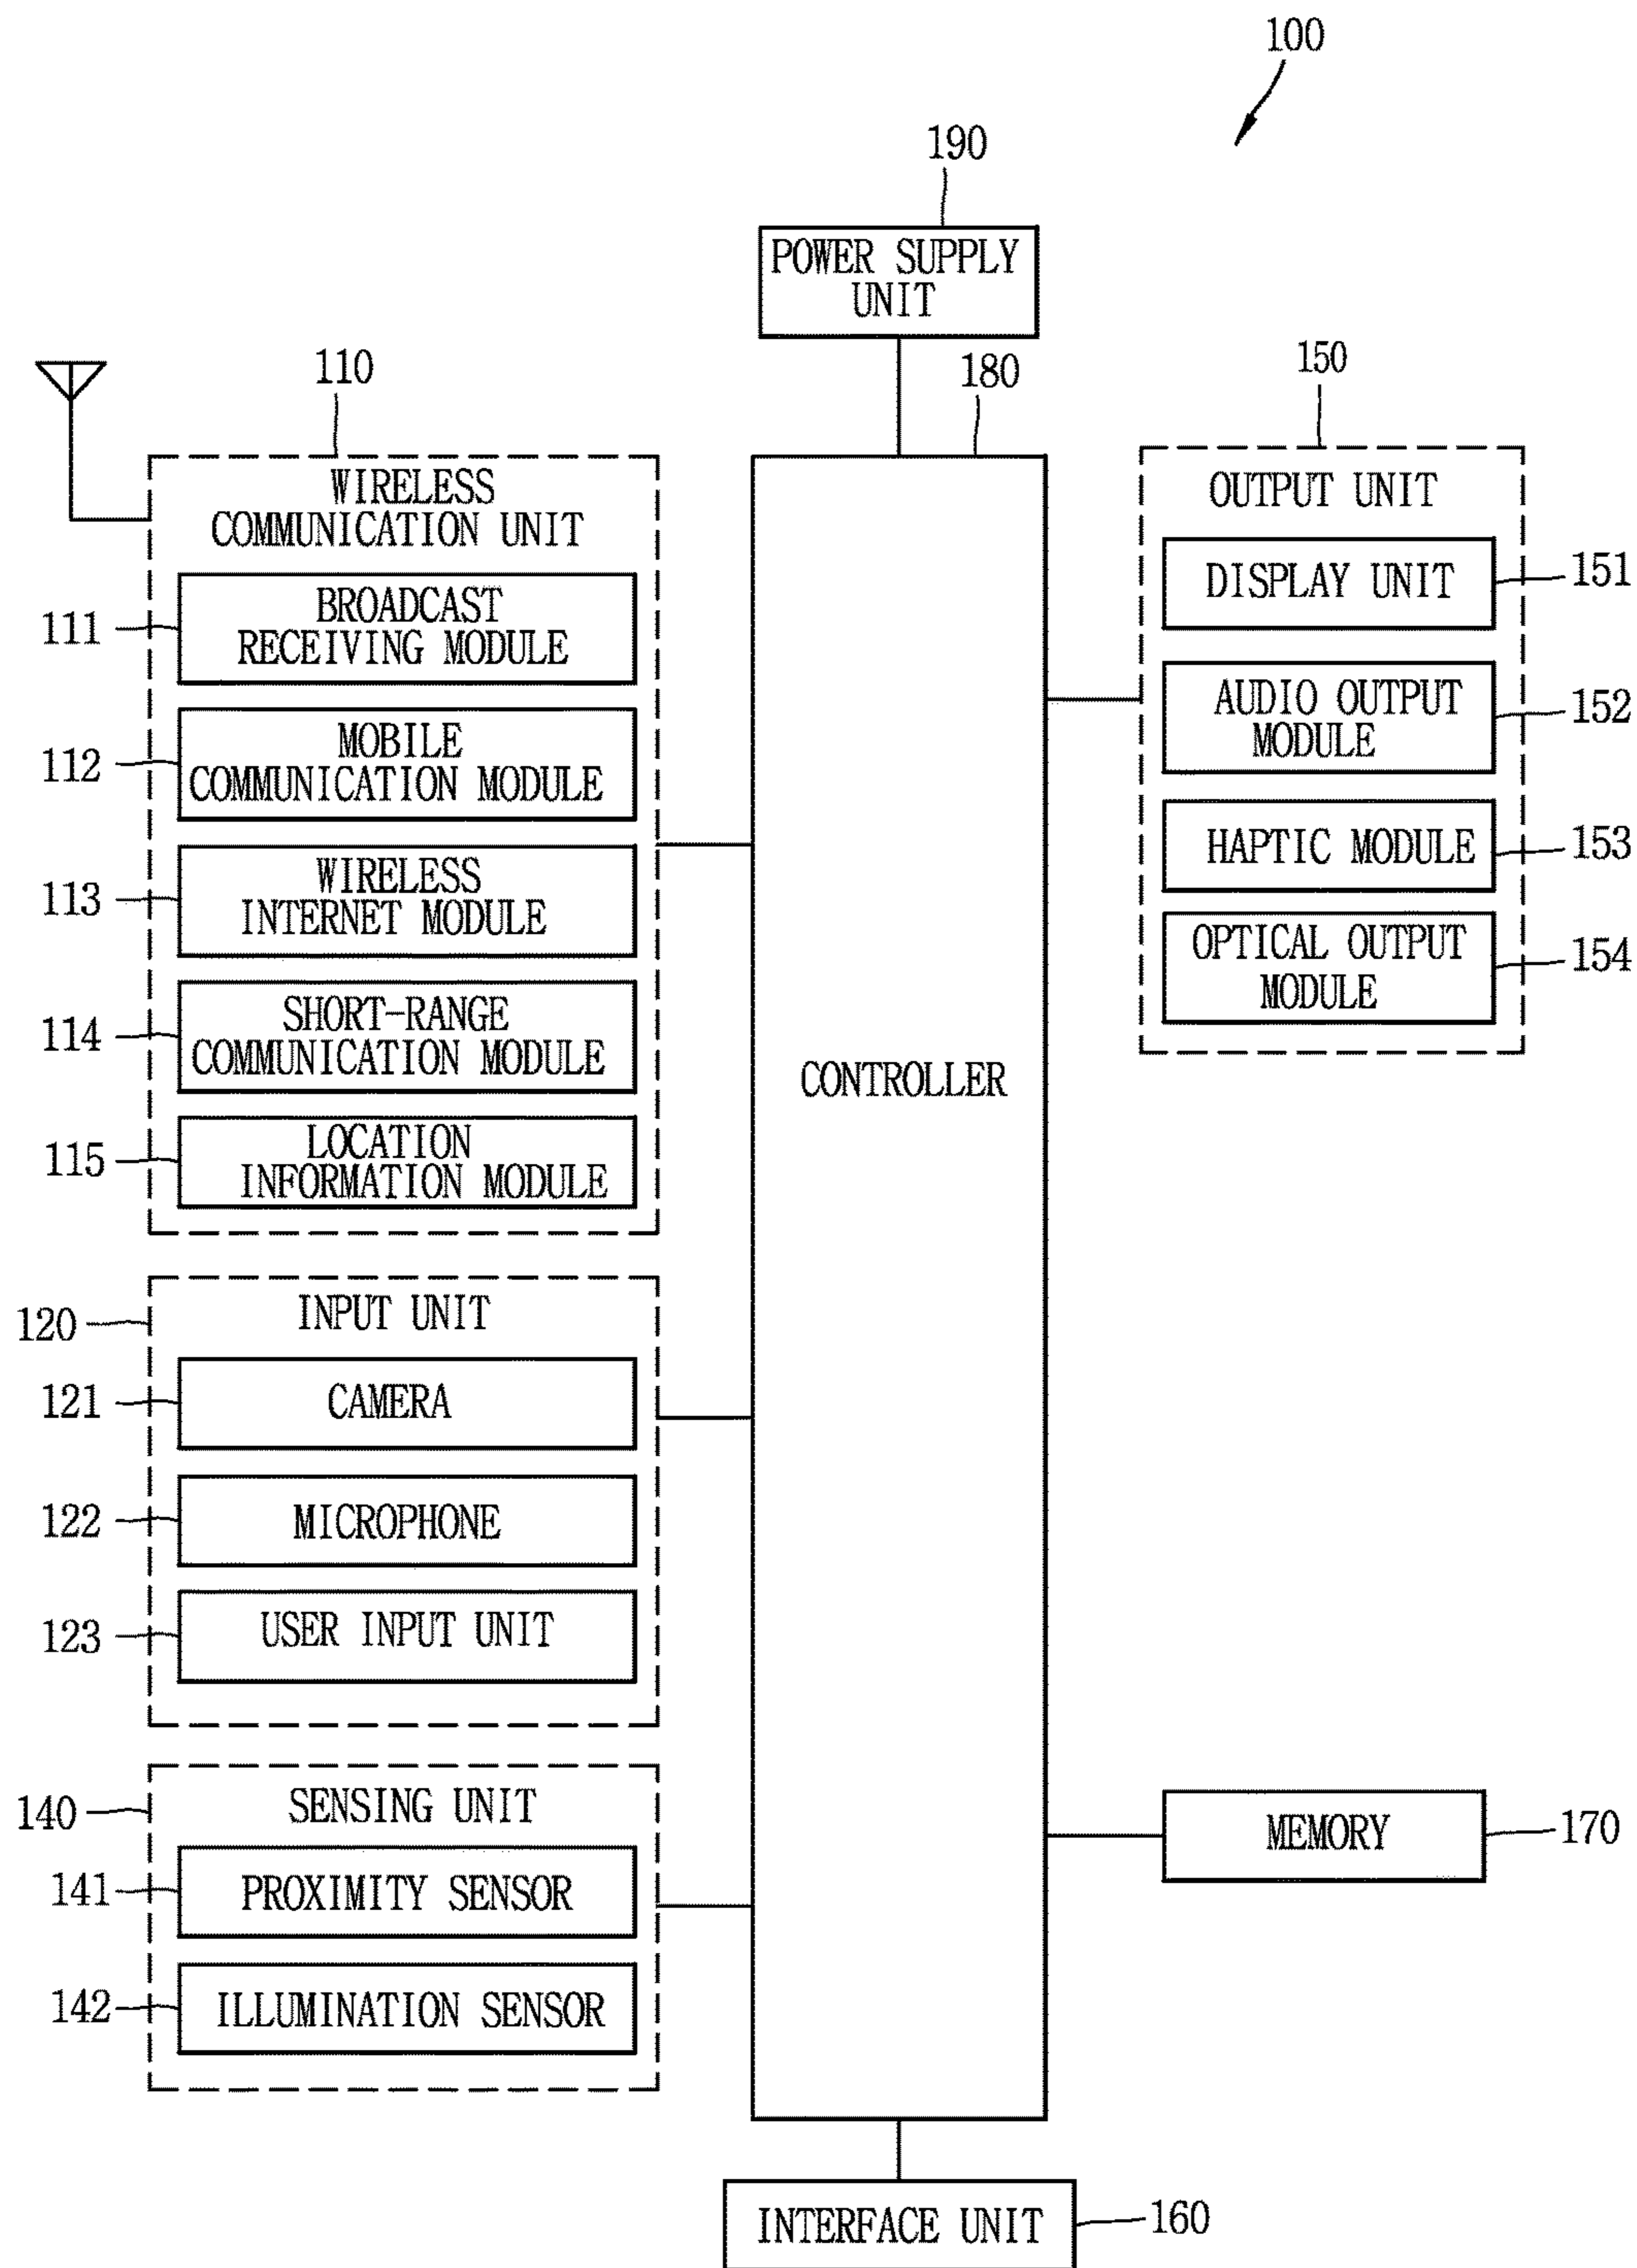 100
190
POWER SUPPLY
UNIT
110
180
150
WIRELESS
COMMUNICATION UNIT
111
BROADCAST
RECEIVING MODULE
112
MOBILE
COMMUNICATION MODULE
113
WIRELESS
INTERNET MODULE
114
SHORT-RANGE
COMMUNICATION MODULE
115
LOCATION
INFORMATION MODULE
120
INPUT UNIT
121
CAMERA
122
MICROPHONE
123
USER INPUT UNIT
140
SENSING UNIT
141
PROXIMITY SENSOR
142
ILLUMINATION SENSOR
CONTROLLER
OUTPUT UNIT
DISPLAY UNIT
151
AUDIO OUTPUT
MODULE
152
HAPTIC MODULE
153
OPTICAL OUTPUT
MODULE
154
MEMORY
170
INTERFACE UNIT
160